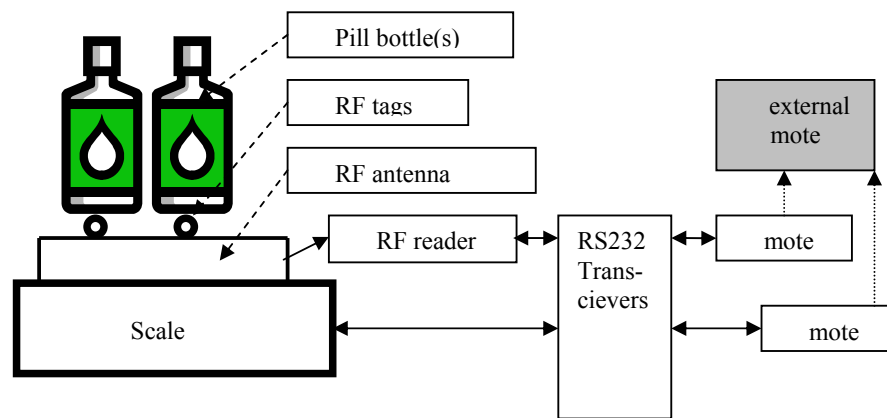 Pill bottle(s)
RF tags
RF antenna
external
mote
RF reader
RS232
Trans-
cievers
mote
Scale
mote